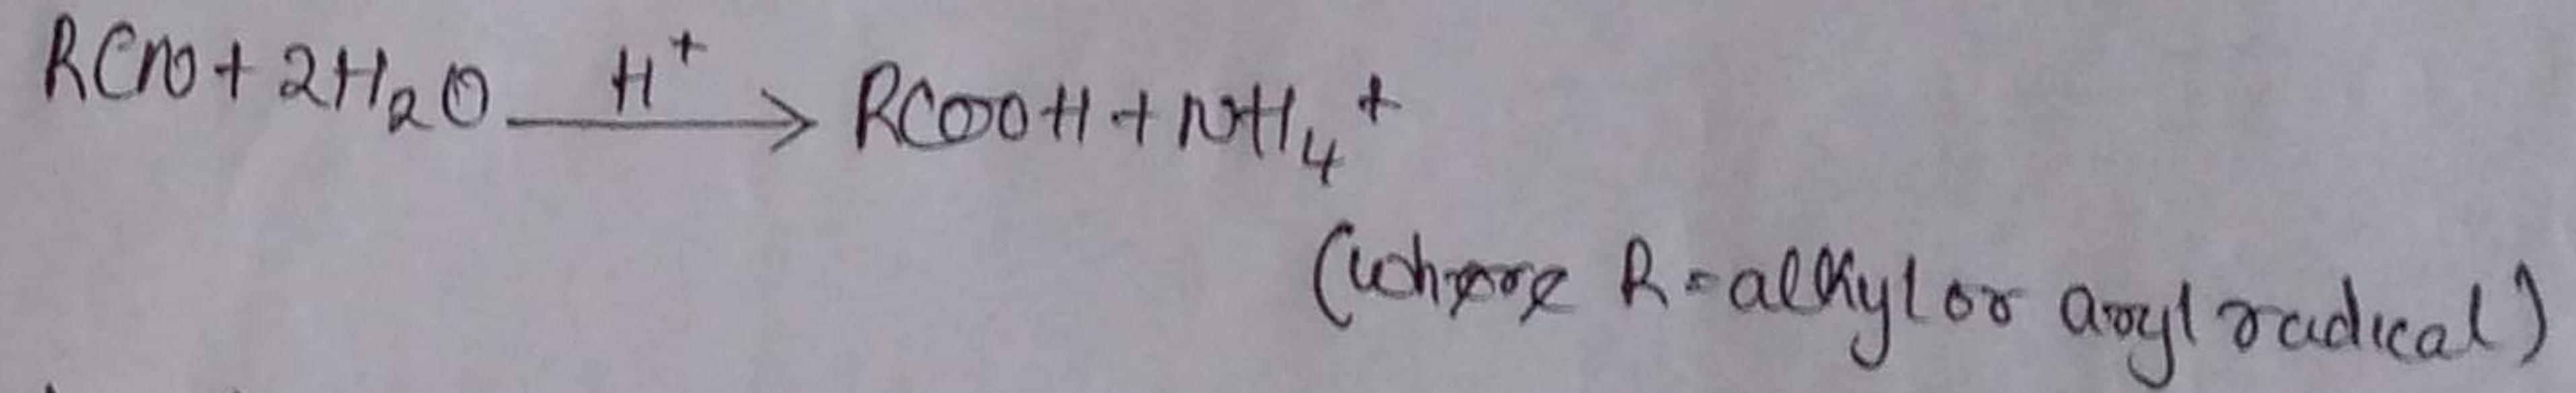 RCN + 2H₂O —H⁺→ RCOOH + NH₄⁺
(where R = alkyl or aryl radical)